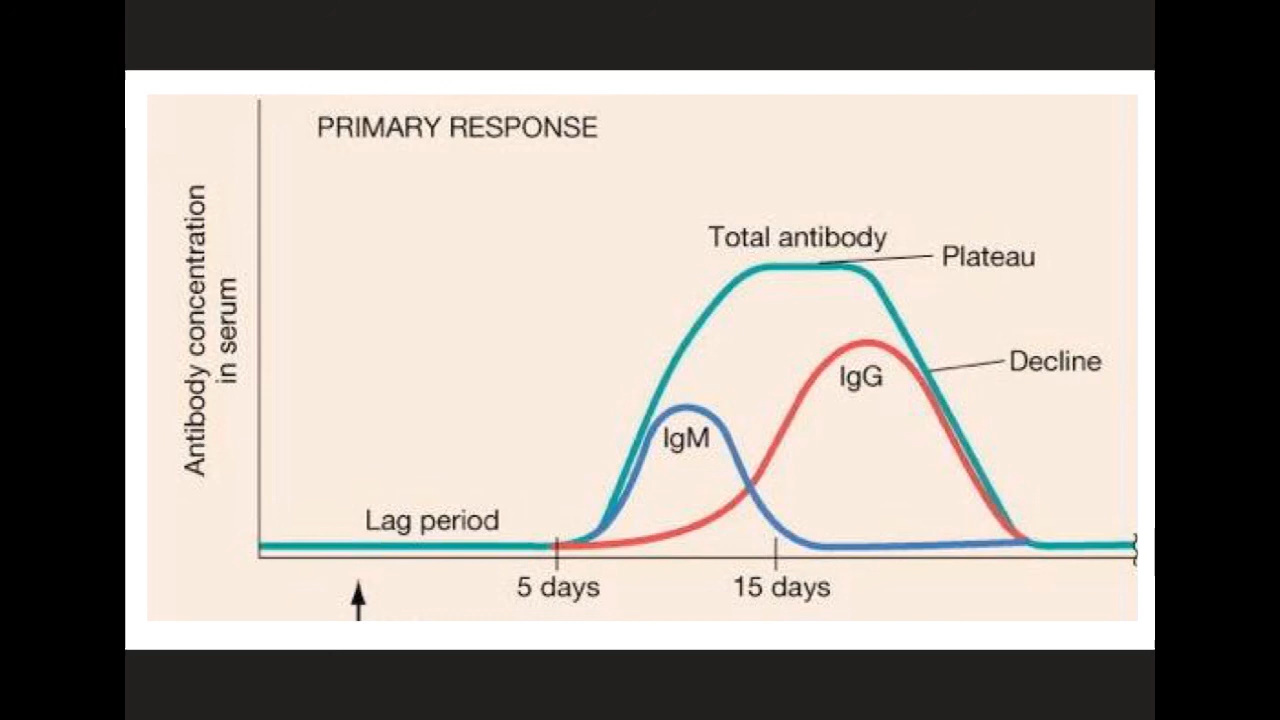 PRIMARY RESPONSE
Antibody concentration
in serum
Total antibody
Plateau
Decline
IgG
IgM
Lag period
5 days
15 days